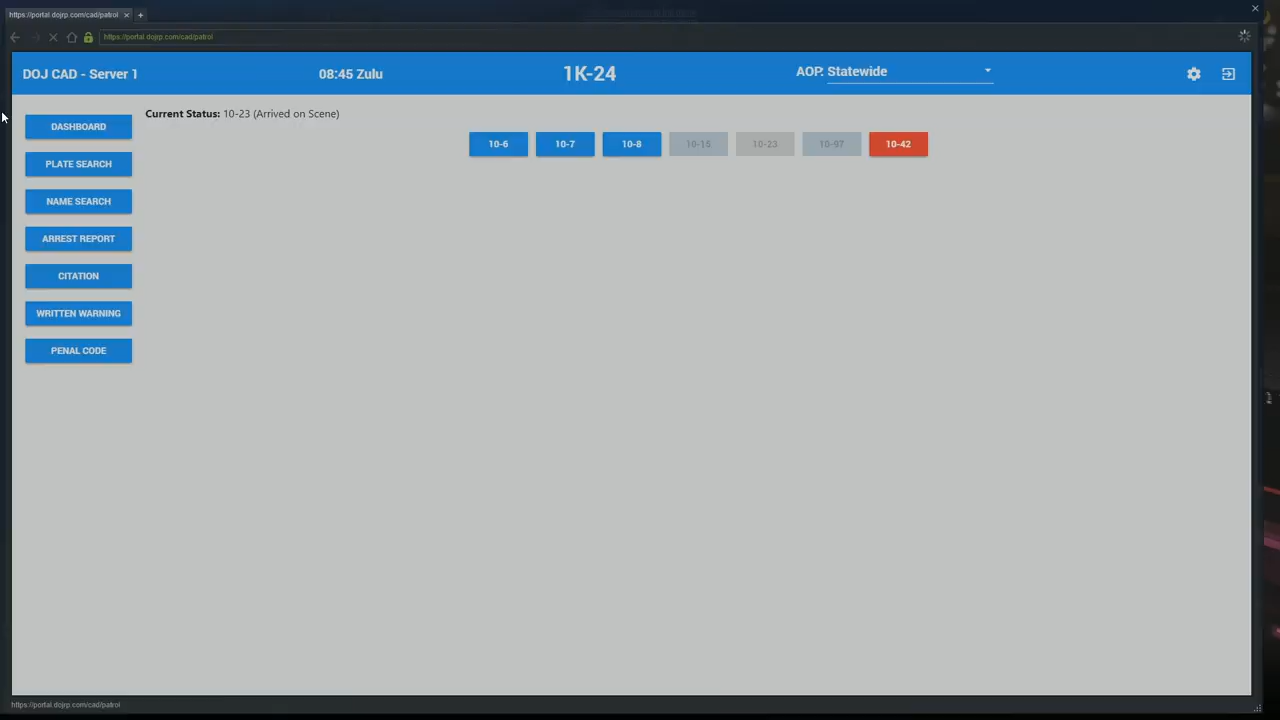 https://portal.dojrp.com/cad/patrol
https://portal.dojrp.com/cad/patrol
DOJ CAD - Server 1
08:45 Zulu
1K-24
AOP: Statewide
Current Status: 10-23 (Arrived on Scene)
10-6
10-7
10-8
10-15
10-23
10-97
10-42
DASHBOARD
PLATE SEARCH
NAME SEARCH
ARREST REPORT
CITATION
WRITTEN WARNING
PENAL CODE
https://portal.dojrp.com/cad/patrol